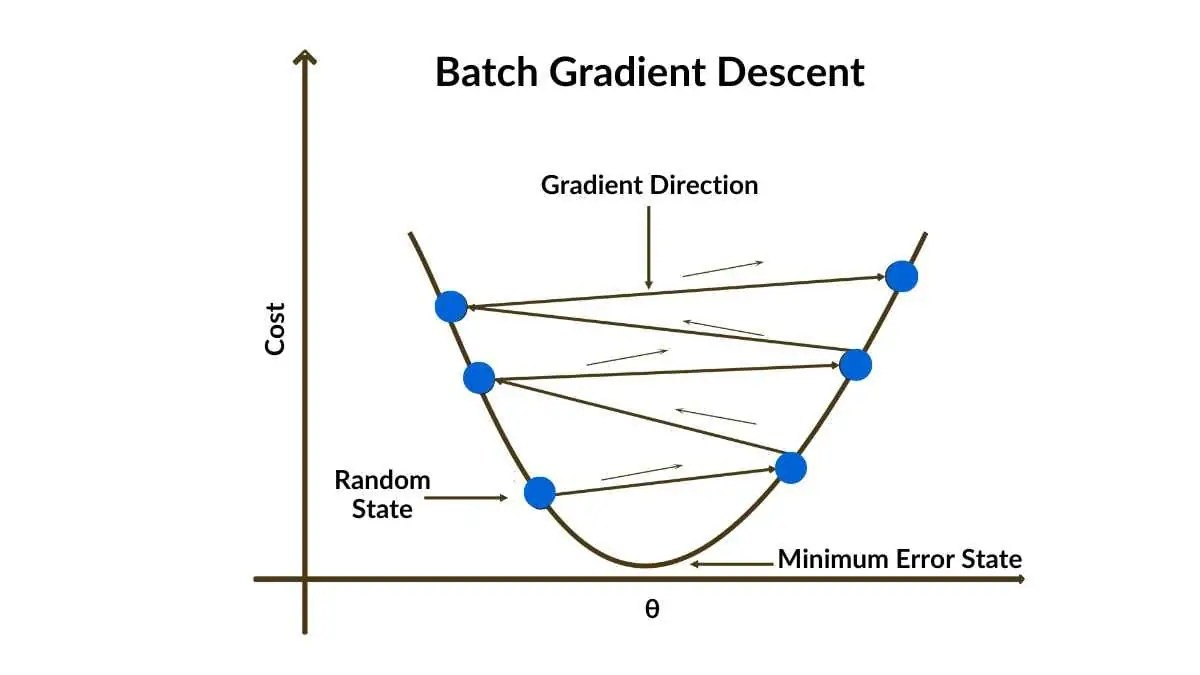 Batch Gradient Descent
Gradient Direction
Cost
Random
State
Minimum Error State
θ